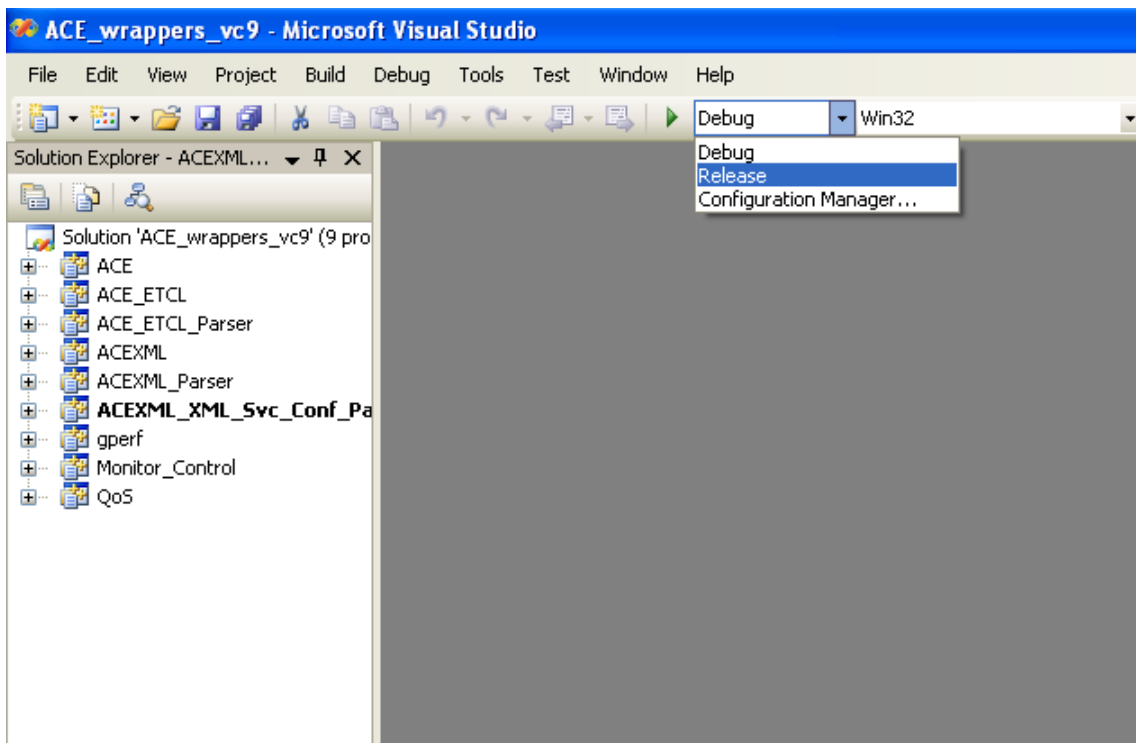 ACE_wrappers_vc9 - Microsoft Visual Studio
File Edit View Project Build Debug Tools Test Window Help
Debug Win32
Debug
Release
Configuration Manager...
Solution Explorer - ACEXML...
Solution 'ACE_wrappers_vc9' (9 pro
ACE
ACE_ETCL
ACE_ETCL_Parser
ACEXML
ACEXML_Parser
ACEXML_XML_Svc_Conf_Pa
gperf
Monitor_Control
QoS